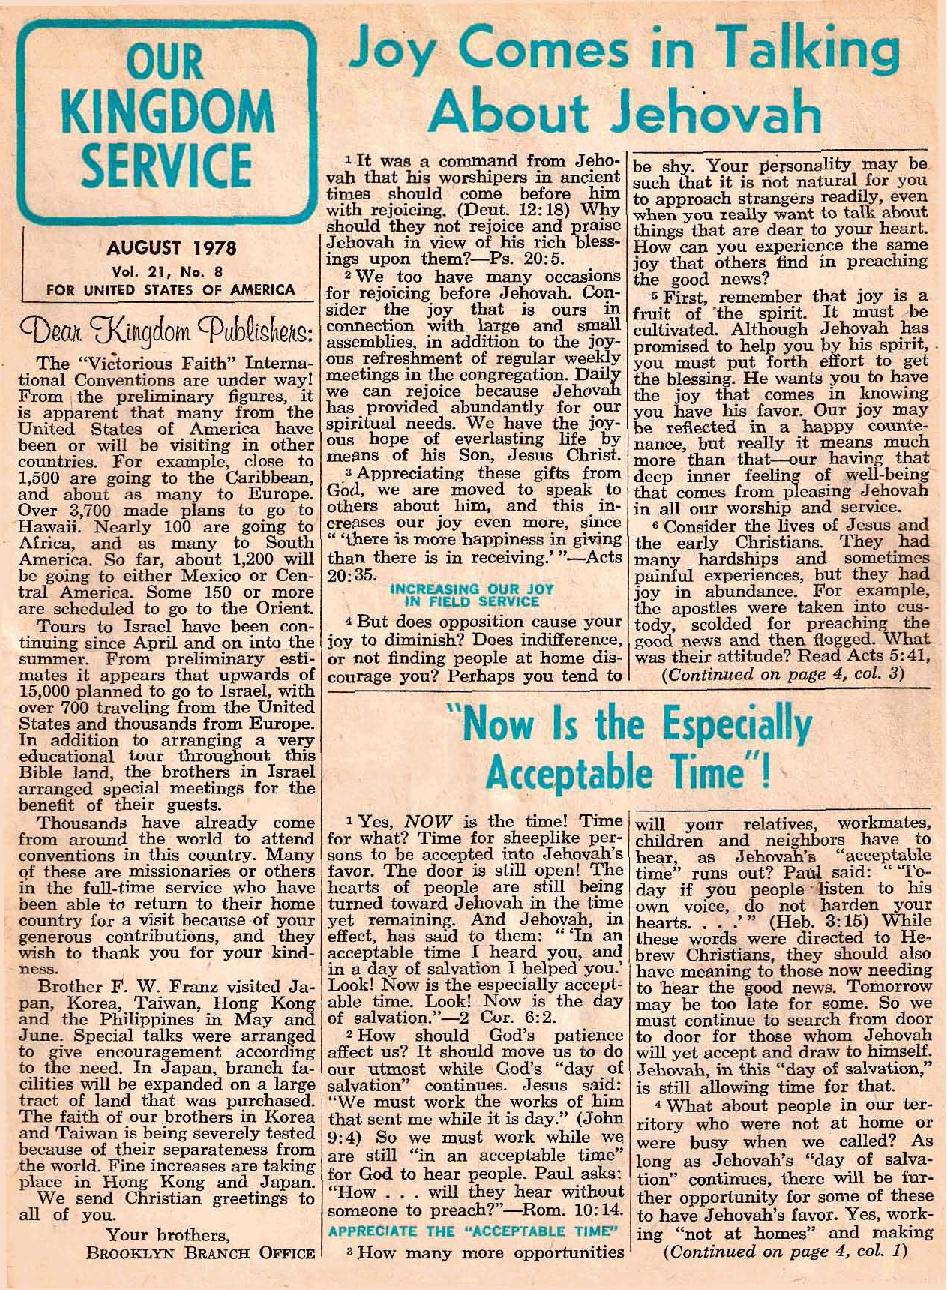 OUR
KINGDOM
SERVICE
AUGUST 1978
Vol. 21, No. 8
FOR UNITED STATES OF AMERICA
Dear Kingdom Publishers:
The "Victorious Faith" Interna-
tional Conventions are under way!
From the preliminary figures, it
is apparent that many from the
United States of America have
been or will be visiting in other
countries. For example, close to
1,500 are going to the Caribbean,
and about as many to Europe.
Over 3,700 made plans to go to
Hawaii. Nearly 100 are going to
Africa, and as many to South
America. So far, about 1,200 will
be going to either Mexico or Cen-
tral America. Some 150 or more
are scheduled to go to the Orient.
Tours to Israel have been con-
tinuing since April and on into the
summer. From preliminary esti-
mates it appears that upwards of
15,000 planned to go to Israel, with
over 700 traveling from the United
States and thousands from Europe.
In addition to arranging a very
educational tour throughout this
Bible land, the brothers in Israel
arranged special meetings for the
benefit of their guests.
Thousands have already come
from around the world to attend
conventions in this country. Many
of these are missionaries or others
in the full-time service who have
been able to return to their home
country for a visit because of your
generous contributions, and they
wish to thank you for your kind-
ness.
Brother F. W. Franz visited Ja-
pan, Korea, Taiwan, Hong Kong
and the Philippines in May and
June. Special talks were arranged
to give encouragement according
to the need. In Japan, branch fa-
cilities will be expanded on a large
tract of land that was purchased.
The faith of our brothers in Korea
and Taiwan is being severely tested
because of their separateness from
the world. Fine increases are taking
place in Hong Kong and Japan.
We send Christian greetings to
all of you.
Your brothers,
BROOKLYN BRANCH OFFICE
Joy Comes in Talking
About Jehovah
1 It was a command from Jeho-
vah that his worshipers in ancient
times should come before him
with rejoicing. (Deut. 12:18) Why
should they not rejoice and praise
Jehovah in view of his rich bless-
ings upon them?—Ps. 20:5.
2 We too have many occasions
for rejoicing before Jehovah. Con-
sider the joy that is ours in
connection with large and small
assemblies, in addition to the joy-
ous refreshment of regular weekly
meetings in the congregation. Daily
we can rejoice because Jehovah
has provided abundantly for our
spiritual needs. We have the joy-
ous hope of everlasting life by
means of his Son, Jesus Christ.
3 Appreciating these gifts from
God, we are moved to speak to
others about him, and this in-
creases our joy even more, since
" 'there is more happiness in giving
than there is in receiving.' "—Acts
20:35.
INCREASING OUR JOY
IN FIELD SERVICE
4 But does opposition cause your
joy to diminish? Does indifference,
or not finding people at home dis-
courage you? Perhaps you tend to
be shy. Your personality may be
such that it is not natural for you
to approach strangers readily, even
when you really want to talk about
things that are dear to your heart.
How can you experience the same
joy that others find in preaching
the good news?
5 First, remember that joy is a
fruit of the spirit. It must be
cultivated. Although Jehovah has
promised to help you by his spirit,
you must put forth effort to get
the blessing. He wants you to have
the joy that comes in knowing
you have his favor. Our joy may
be reflected in a happy counte-
nance, but really it means much
more than that—our having that
deep inner feeling of well-being
that comes from pleasing Jehovah
in all our worship and service.
6 Consider the lives of Jesus and
the early Christians. They had
many hardships and sometimes
painful experiences, but they had
joy in abundance. For example,
the apostles were taken into cus-
tody, scolded for preaching the
good news and then flogged. What
was their attitude? Read Acts 5:41,
(Continued on page 4, col. 3)
"Now Is the Especially
Acceptable Time"!
1 Yes, NOW is the time! Time
for what? Time for sheeplike per-
sons to be accepted into Jehovah's
favor. The door is still open! The
hearts of people are still being
turned toward Jehovah in the time
yet remaining. And Jehovah, in
effect, has said to them: " 'In an
acceptable time I heard you, and
in a day of salvation I helped you.'
Look! Now is the especially accept-
able time. Look! Now is the day
of salvation."—2 Cor. 6:2.
2 How should God's patience
affect us? It should move us to do
our utmost while God's "day of
salvation" continues. Jesus said:
"We must work the works of him
that sent me while it is day." (John
9:4) So we must work while we
are still "in an acceptable time"
for God to hear people. Paul asks:
"How . . . will they hear without
someone to preach?"—Rom. 10:14.
APPRECIATE THE "ACCEPTABLE TIME"
3 How many more opportunities
will your relatives, workmates,
children and neighbors have to
hear, as Jehovah's "acceptable
time" runs out? Paul said: " 'To-
day if you people listen to his
own voice, do not harden your
hearts. . . .' " (Heb. 3:15) While
these words were directed to He-
brew Christians, they should also
have meaning to those now needing
to hear the good news. Tomorrow
may be too late for some. So we
must continue to search from door
to door for those whom Jehovah
will yet accept and draw to himself.
Jehovah, in this "day of salvation,"
is still allowing time for that.
4 What about people in our ter-
ritory who were not at home or
were busy when we called? As
long as Jehovah's "day of salva-
tion" continues, there will be fur-
ther opportunity for some of these
to have Jehovah's favor. Yes, work-
ing "not at homes" and making
(Continued on page 4, col. 1)